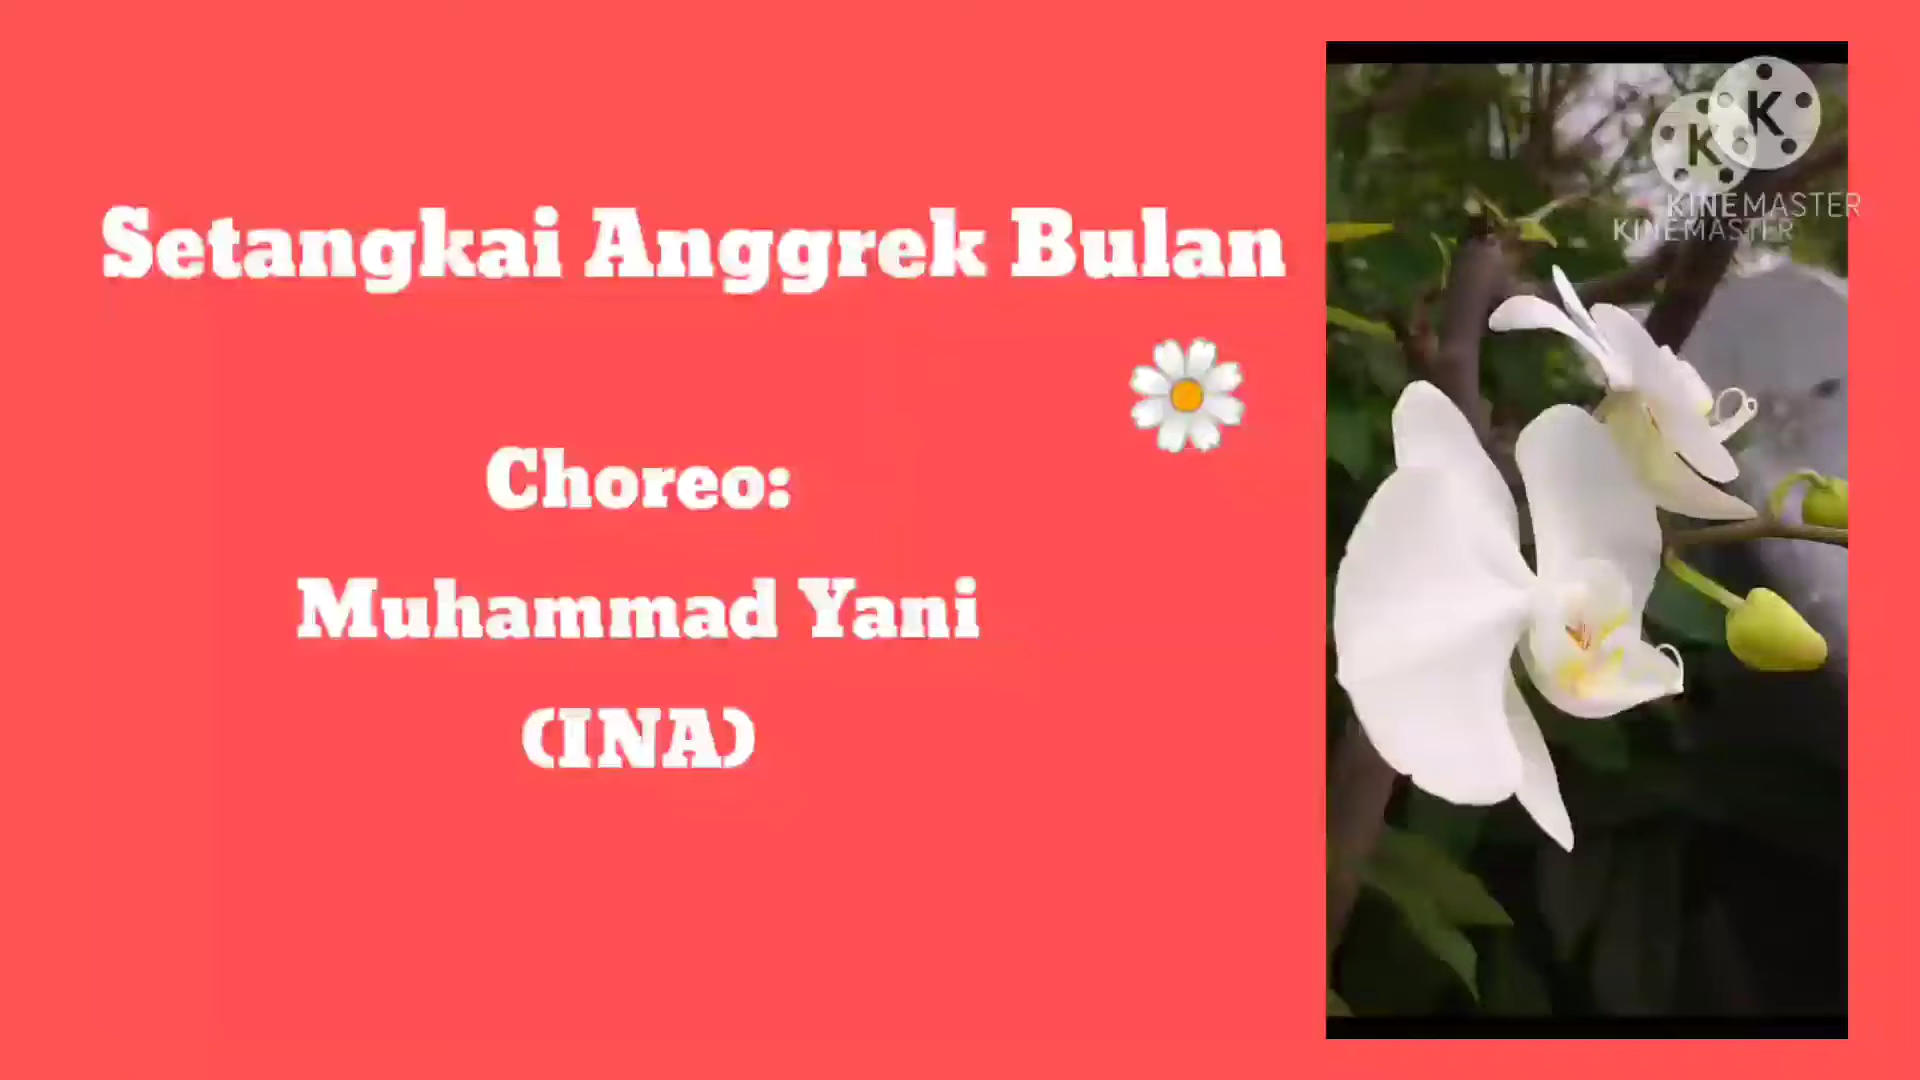 Setangkai Anggrek Bulan
Choreo:
Muhammad Yani
(INA)
K
K
KINEMASTER
KINEMASTER